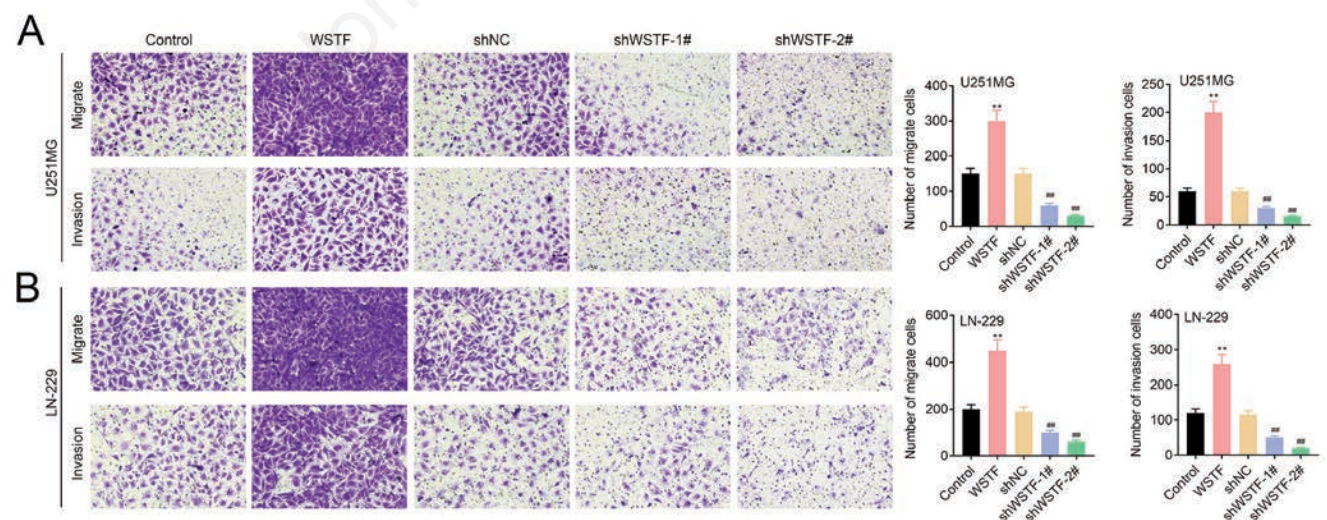 A
Control
WSTF
shNC
shWSTF-1#
shWSTF-2#
U251MG
Migrate
Invasion
B
LN-229
Migrate
Invasion
U251MG
Number of migrate cells
400
300
200
100
0
**
##
##
Control
WSTF
shNC
shWSTF-1#
shWSTF-2#
U251MG
Number of invasion cells
250
200
150
100
50
0
**
##
##
Control
WSTF
shNC
shWSTF-1#
shWSTF-2#
LN-229
Number of migrate cells
600
400
200
0
**
##
##
Control
WSTF
shNC
shWSTF-1#
shWSTF-2#
LN-229
Number of invasion cells
400
300
200
100
0
**
##
##
Control
WSTF
shNC
shWSTF-1#
shWSTF-2#